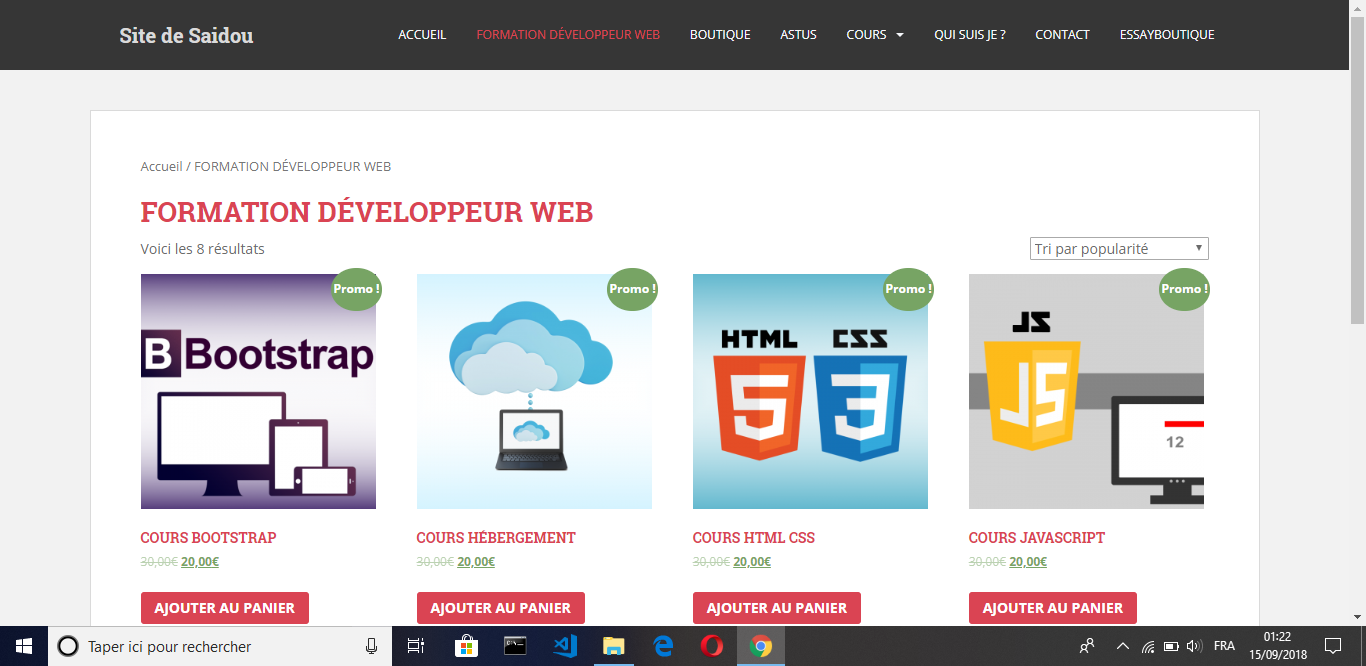 Site de Saidou
ACCUEIL FORMATION DÉVELOPPEUR WEB BOUTIQUE ASTUS COURS QUI SUIS JE ? CONTACT ESSAYBOUTIQUE
Accueil / FORMATION DÉVELOPPEUR WEB
FORMATION DÉVELOPPEUR WEB
Voici les 8 résultats
Tri par popularité
Promo !
B Bootstrap
COURS BOOTSTRAP
30,00€ 20,00€
AJOUTER AU PANIER
Promo !
COURS HÉBERGEMENT
30,00€ 20,00€
AJOUTER AU PANIER
Promo !
HTML CSS
5 3
COURS HTML CSS
30,00€ 20,00€
AJOUTER AU PANIER
Promo !
JS
JS
12
COURS JAVASCRIPT
30,00€ 20,00€
AJOUTER AU PANIER
Taper ici pour rechercher
FRA
01:22
15/09/2018